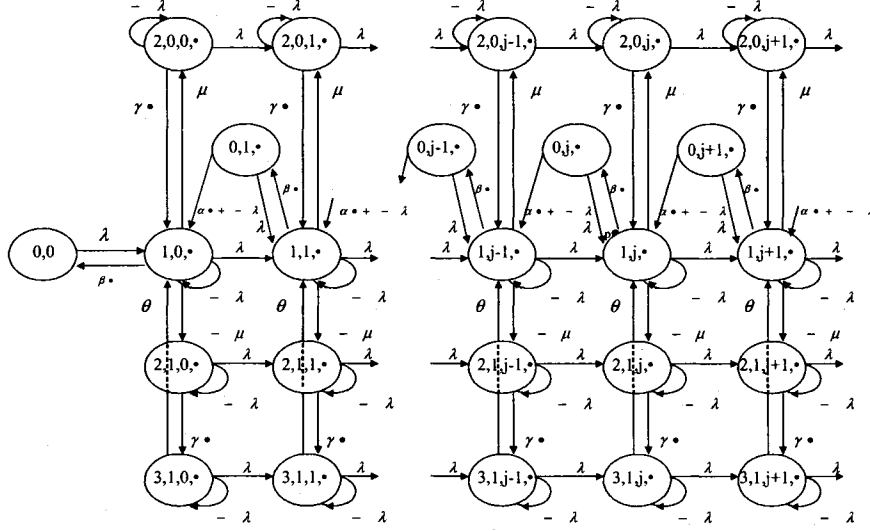 − λ − λ − λ − λ − λ
2,0,0,• λ 2,0,1,• λ 2,0,j-1,• λ 2,0,j,• λ 2,0,j+1,• λ
γ• μ γ• μ γ• μ γ• μ γ• μ
0,1,• 0,j-1,• 0,j,• 0,j+1,•
β• β• β• β•
α•+ − λ α•+ − λ α•+ − λ α•+ − λ α•+ − λ
λ λ λ λ
0,0 λ 1,0,• λ 1,1,• λ λ 1,j-1,• λ 1,j,• λ 1,j+1,• λ
β•
− λ − λ − λ − λ − λ
θ θ θ θ θ
− μ − μ − μ − μ − μ
2,1,0,• λ 2,1,1,• λ λ 2,1,j-1,• λ 2,1,j,• λ 2,1,j+1,• λ
− λ − λ − λ − λ − λ
γ• γ• γ• γ• γ•
3,1,0,• λ 3,1,1,• λ λ 3,1,j-1,• λ 3,1,j,• λ 3,1,j+1,• λ
− λ − λ − λ − λ − λ